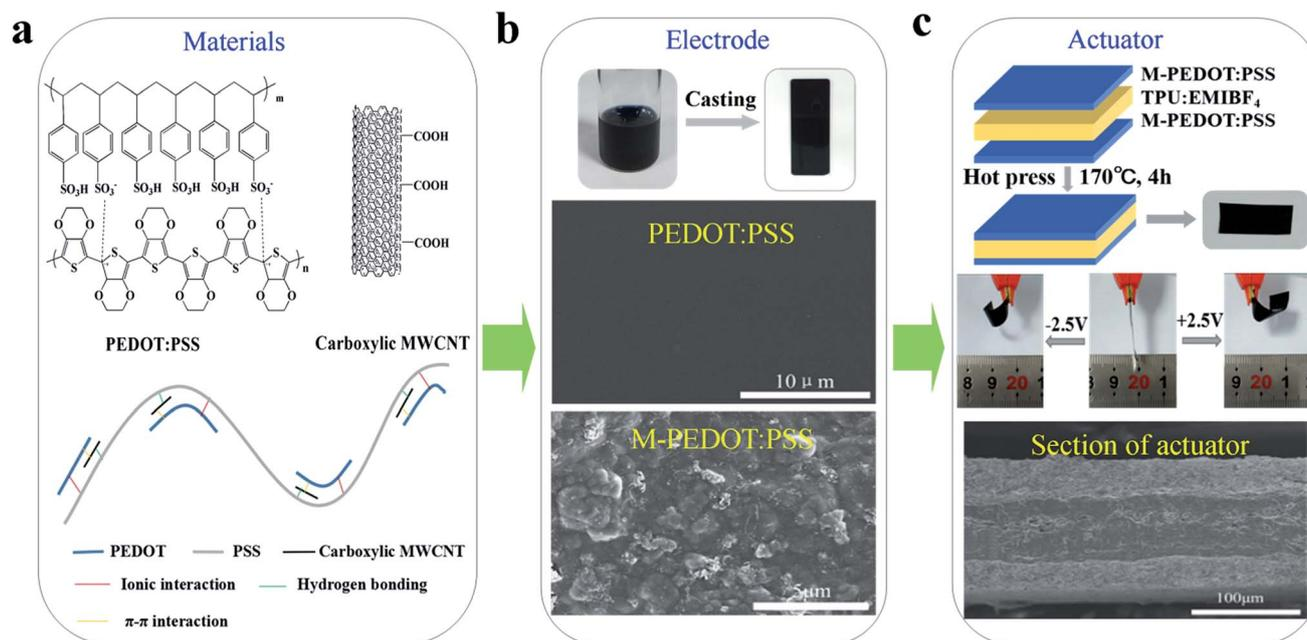 a
Materials
m
COOH
COOH
COOH
SO₃H SO₃⁻ SO₃H SO₃H SO₃H SO₃⁻
O O O O O O
S S S
S S S
n
O O O O O O
PEDOT:PSS
Carboxylic MWCNT
PEDOT
PSS
Carboxylic MWCNT
Ionic interaction
Hydrogen bonding
π-π interaction
b
Electrode
Casting
PEDOT:PSS
10 μm
M-PEDOT:PSS
5μm
c
Actuator
M-PEDOT:PSS
TPU:EMIBF₄
M-PEDOT:PSS
Hot press
170℃, 4h
-2.5V
+2.5V
8 9 20 1
9 20 1
9 20 1
Section of actuator
100μm